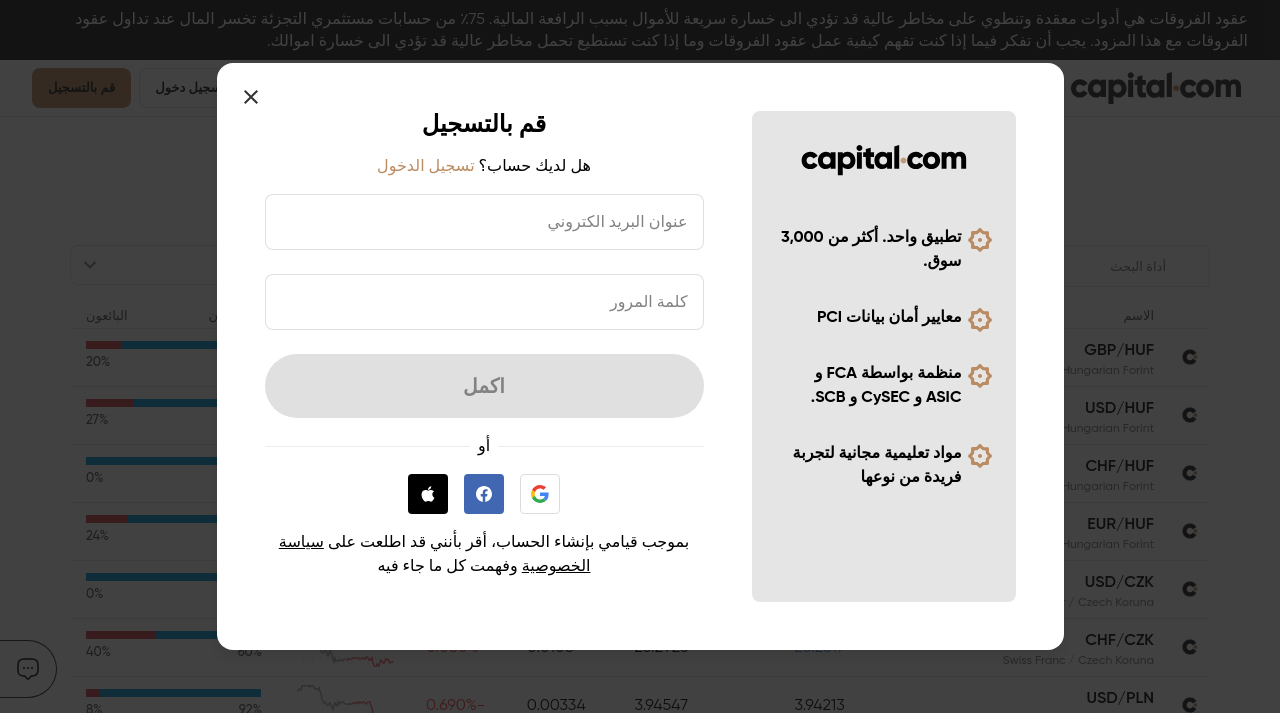 عقود الفروقات هي أدوات معقدة وتنطوي على مخاطر عالية قد تؤدي الى خسارة سريعة للأموال بسبب الرافعة المالية. 75٪ من حسابات مستثمري التجزئة تخسر المال عند تداول عقود
الفروقات مع هذا المزود. يجب أن تفكر فيما إذا كنت تفهم كيفية عمل عقود الفروقات وما إذا كنت تستطيع تحمل مخاطر عالية قد تؤدي الى خسارة اموالك.
capital.com
تسجيل دخول
قم بالتسجيل
capital.com
تطبيق واحد. أكثر من 3,000
سوق.
معايير أمان بيانات PCI
منظمة بواسطة FCA و
ASIC و CySEC و SCB.
مواد تعليمية مجانية لتجربة
فريدة من نوعها
قم بالتسجيل
هل لديك حساب؟ تسجيل الدخول
عنوان البريد الكتروني
كلمة المرور
اكمل
أو
بموجب قيامي بإنشاء الحساب، أقر بأنني قد اطلعت على سياسة
الخصوصية وفهمت كل ما جاء فيه
اداة البحث
الاسم
البائعون
GBP/HUF
Hungarian Forint
20%
USD/HUF
Hungarian Forint
27%
CHF/HUF
Hungarian Forint
0%
EUR/HUF
Hungarian Forint
24%
USD/CZK
/ Czech Koruna
0%
CHF/CZK
Swiss Franc / Czech Koruna
60%
40%
USD/PLN
3.94213
3.94547
0.00334
-0.690%
92%
8%